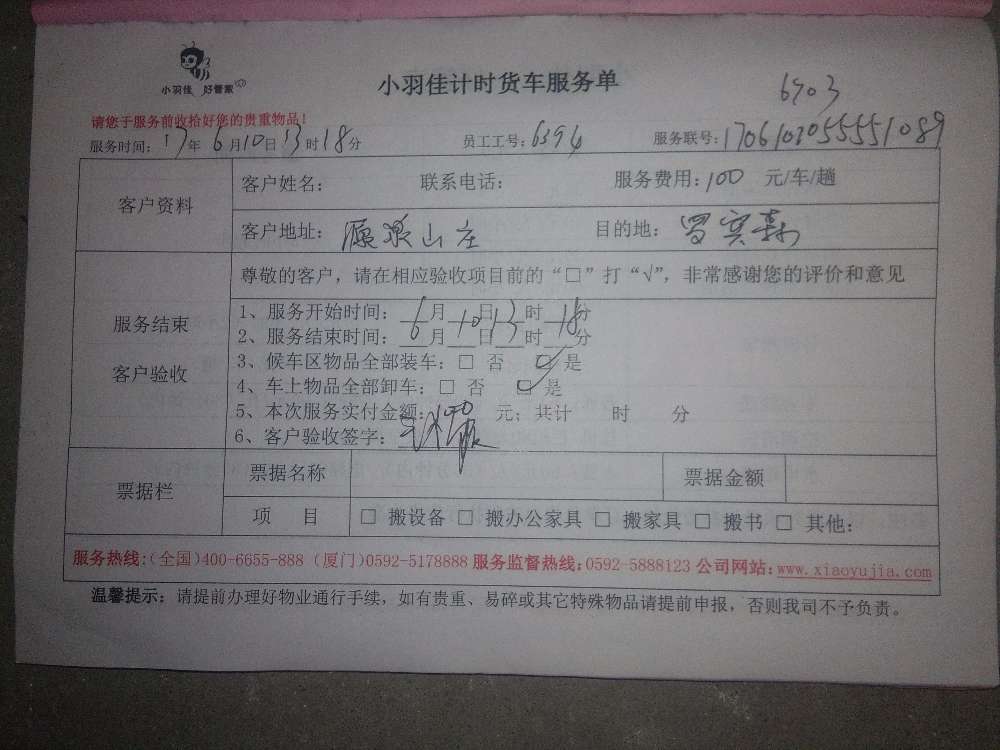 小羽佳 好管家
小羽佳计时货车服务单
6703
请您于服务前收拾好您的贵重物品!
服务时间: 17年 6月10日 13时18分 员工工号: 6394 服务联号:
客户资料 客户姓名: 联系电话: 服务费用: 100 元/车/趟
客户地址: 源泉山庄 目的地: 罗宾森
尊敬的客户，请在相应验收项目前的“□”打“√”，非常感谢您的评价和意见
服务结束
客户验收
1、服务开始时间: 6月10日13时18分
2、服务结束时间: 月 日 时 分
3、候车区物品全部装车: □ 否 □ 是
4、车上物品全部卸车: □ 否 □ 是
5、本次服务实付金额: 元; 共计 时 分
6、客户验收签字:
票据栏 票据名称 票据金额
项 目 □ 搬设备 □ 搬办公家具 □ 搬家具 □ 搬书 □ 其他:
服务热线:(全国)400-6655-888 (厦门)0592-5178888 服务监督热线:0592-5888123 公司网站:www.xiaoyujia.com
温馨提示: 请提前办理好物业通行手续，如有贵重、易碎或其它特殊物品请提前申报，否则我司不予负责。